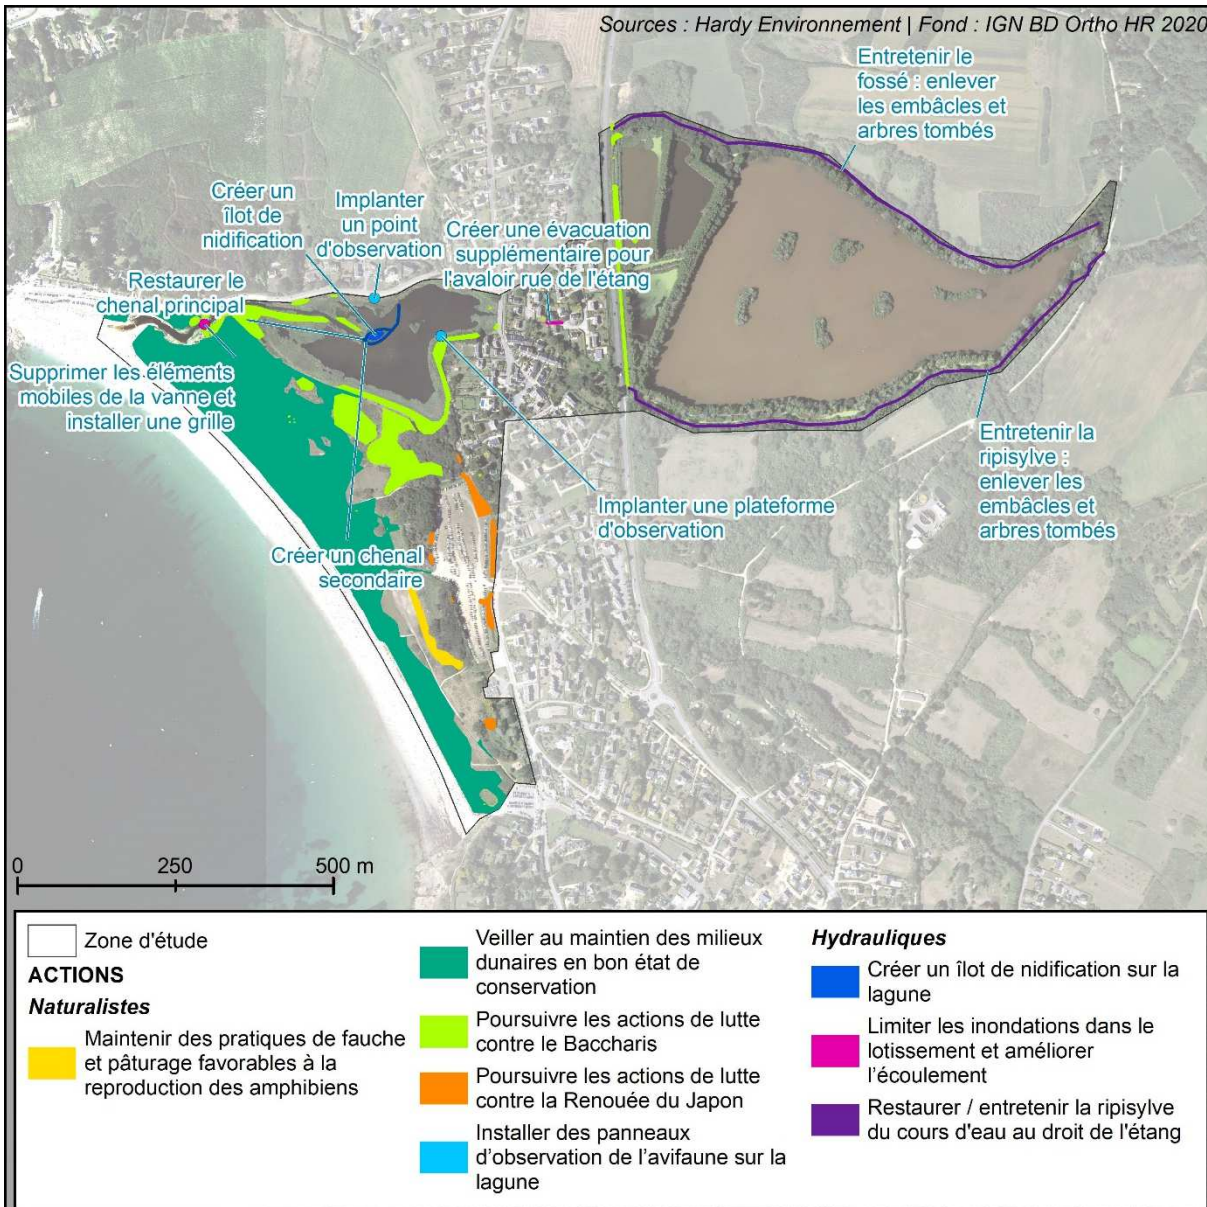 Sources : Hardy Environnement | Fond : IGN BD Ortho HR 2020
Entretenir le
fossé : enlever
les embâcles et
arbres tombés
Créer un
îlot de
nidification
Implanter
un point
d'observation
Créer une évacuation
supplémentaire pour
l'avaloir rue de l'étang
Restaurer le
chenal principal
Supprimer les éléments
mobiles de la vanne et
installer une grille
Entretenir la
ripisylve :
enlever les
embâcles et
arbres tombés
Implanter une plateforme
d'observation
Créer un chenal
secondaire
0 250 500 m
Zone d'étude
ACTIONS
Naturalistes
Maintenir des pratiques de fauche
et pâturage favorables à la
reproduction des amphibiens
Veiller au maintien des milieux
dunaires en bon état de
conservation
Poursuivre les actions de lutte
contre le Baccharis
Poursuivre les actions de lutte
contre la Renouée du Japon
Installer des panneaux
d’observation de l’avifaune sur la
lagune
Hydrauliques
Créer un îlot de nidification sur la
lagune
Limiter les inondations dans le
lotissement et améliorer
l’écoulement
Restaurer / entretenir la ripisylve
du cours d'eau au droit de l'étang